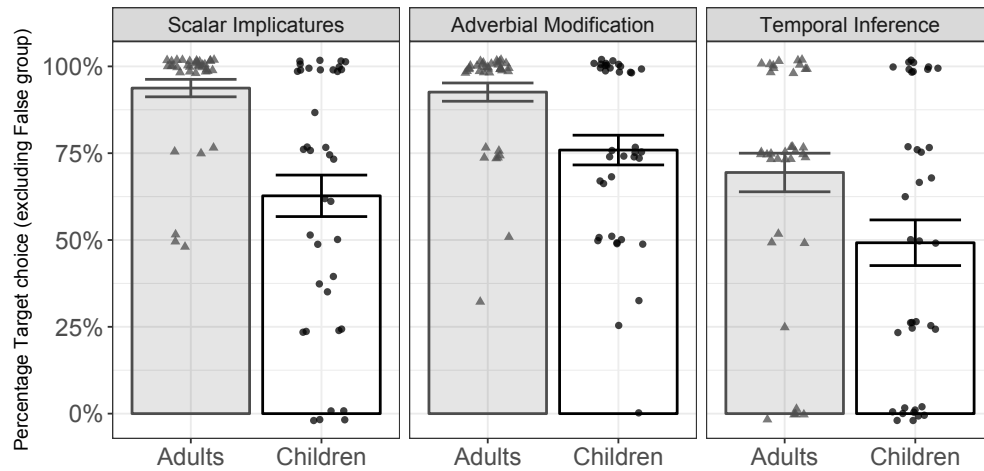 Scalar Implicatures
Adverbial Modification
Temporal Inference
Percentage Target choice (excluding False group)
100%
75%
50%
25%
0%
Adults
Children
Adults
Children
Adults
Children